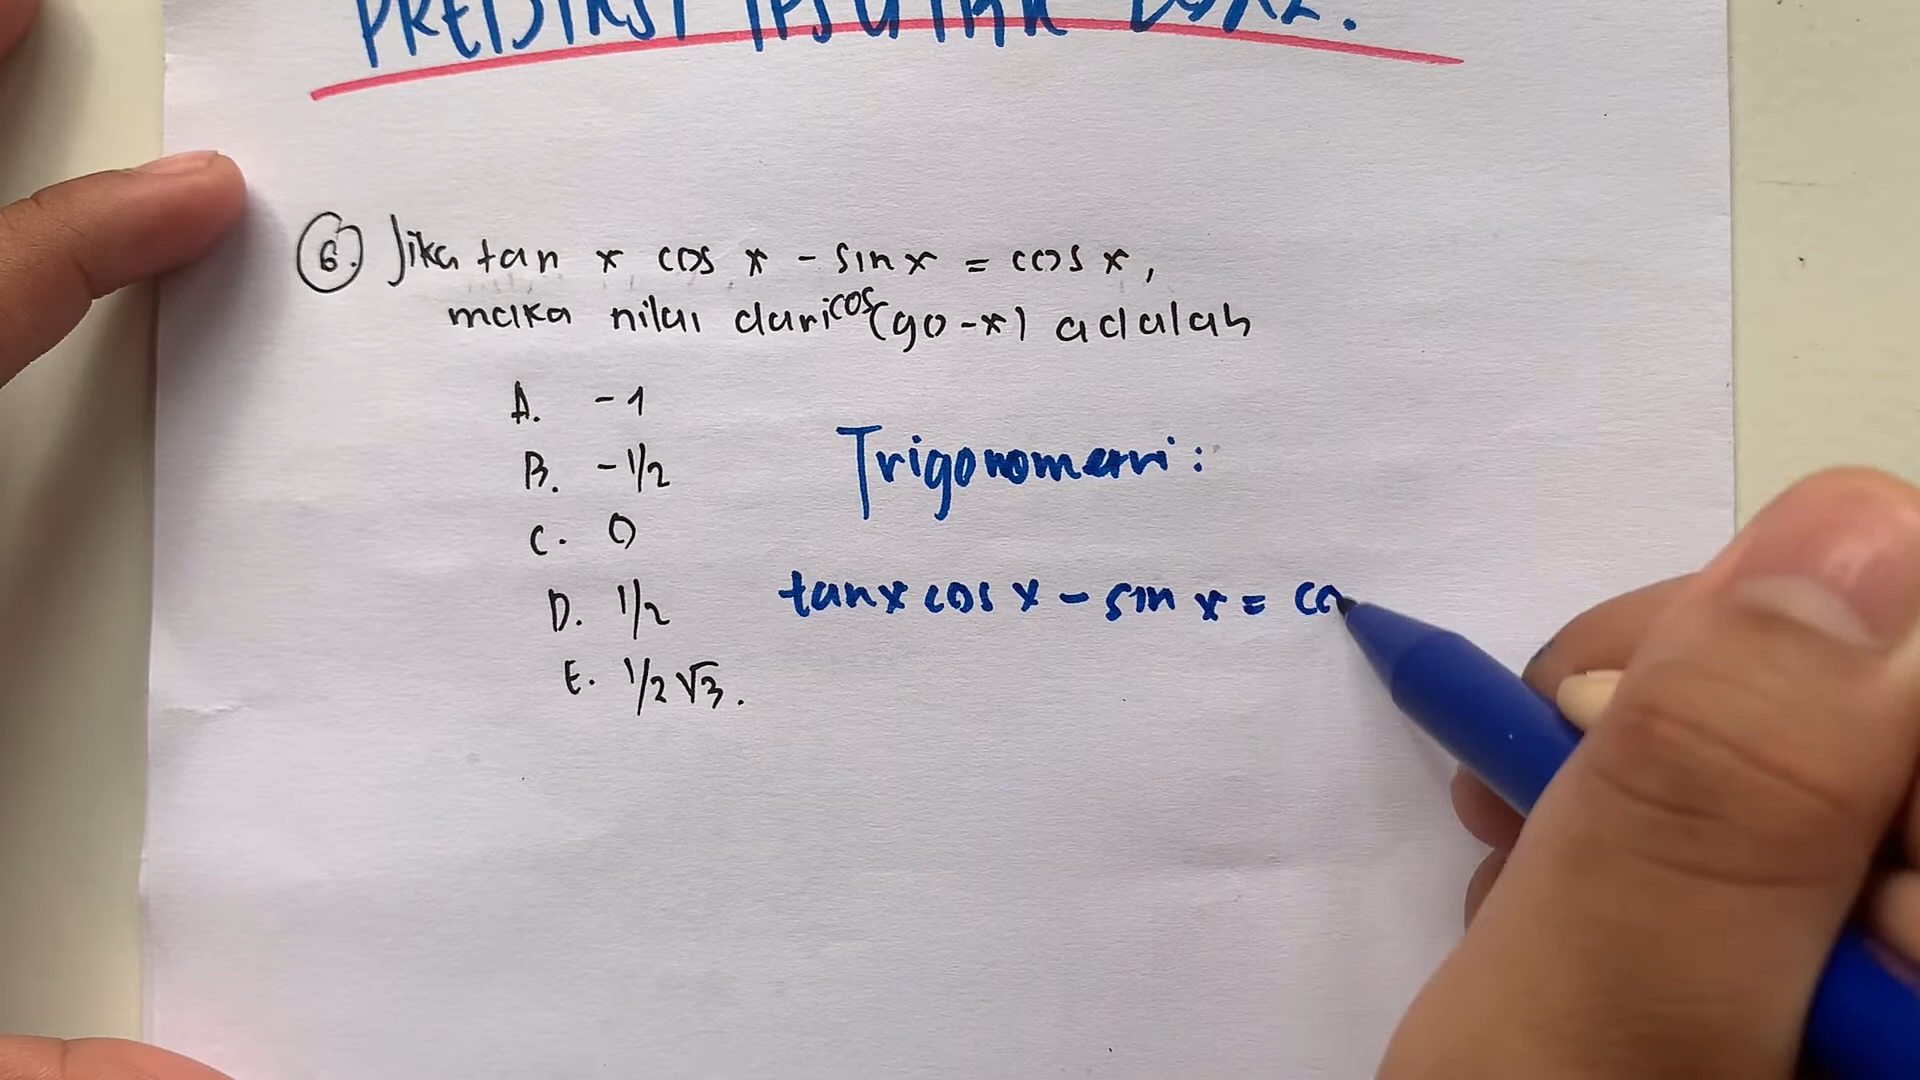 PREDIKSI
6. Jika tan x cos x - sin x = cos x,
maka nilai dari cos (90 - x) adalah
A. -1
B. -1/2
C. 0
D. 1/2
E. 1/2 √3.
Trigonometri:
tan x cos x - sin x = co